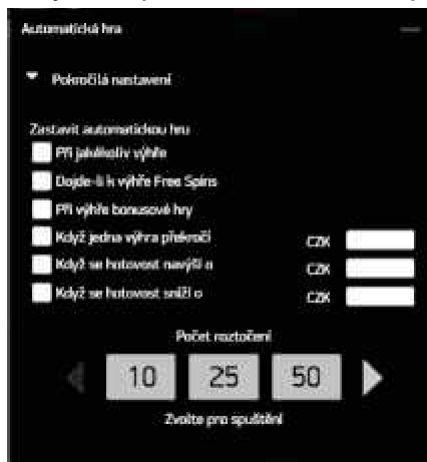 Automatická hra
Pokročilá nastavení
Zastavit automatickou hru
Při jakékoliv výhře
Dojde-li k výhře Free Spins
Při výhře bonusové hry
Když jedna výhra překročí CZK
Když se hotovost navýší o CZK
Když se hotovost sníží o CZK
Počet roztočení
10 25 50
Zvolte pro spuštění